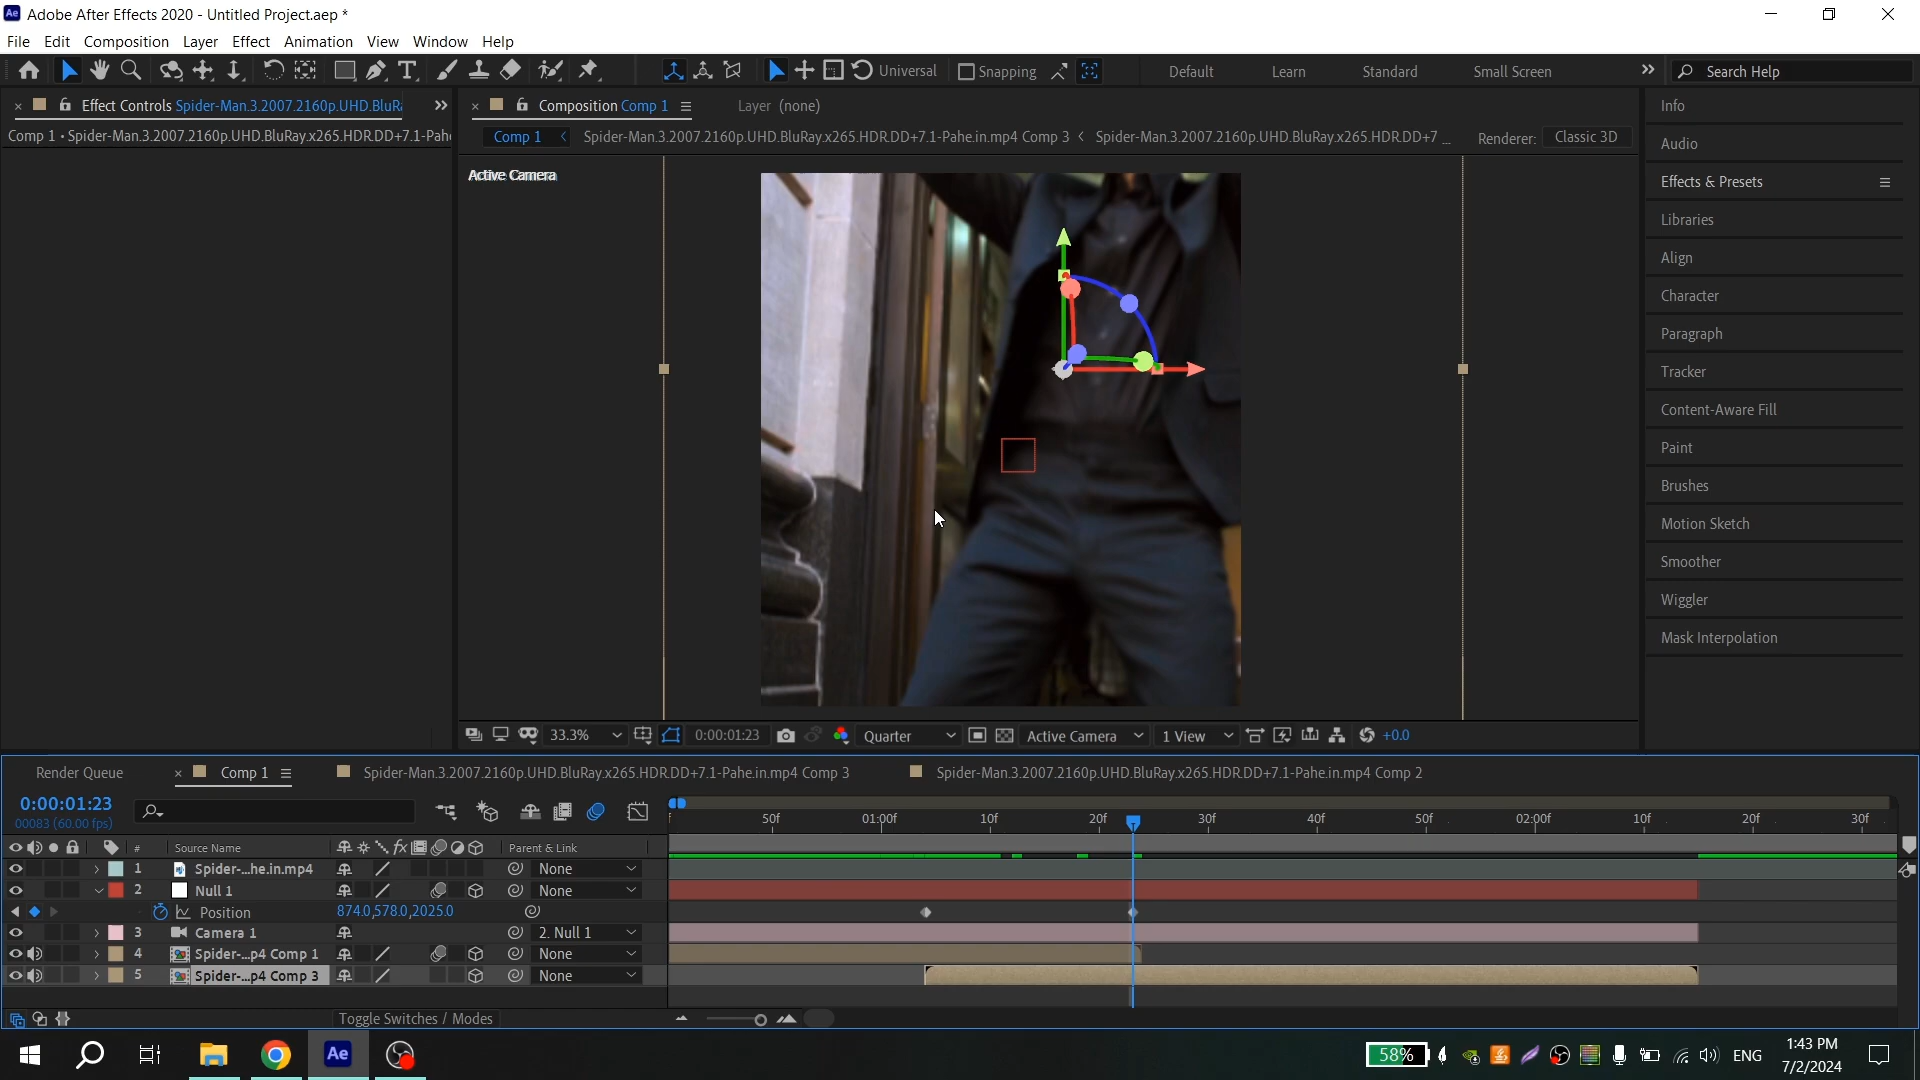 Ae Adobe After Effects 2020 - Untitled Project.aep *
File Edit Composition Layer Effect Animation View Window Help
Universal Snapping Default Learn Standard Small Screen Search Help
Effect Controls Spider-Man.3.2007.2160p.UHD.BluRa
Composition Comp 1
Layer (none)
Comp 1 • Spider-Man.3.2007.2160p.UHD.BluRay.x265.HDR.DD+7.1-Pahe
Comp 1 < Spider-Man.3.2007.2160p.UHD.BluRay.x265.HDR.DD+7.1-Pahe.in.mp4 Comp 3 < Spider-Man.3.2007.2160p.UHD.BluRay.x265.HDR.DD+7 ...
Renderer: Classic 3D
Active Camera
Info
Audio
Effects & Presets
Libraries
Align
Character
Paragraph
Tracker
Content-Aware Fill
Paint
Brushes
Motion Sketch
Smoother
Wiggler
Mask Interpolation
33.3% 0:00:01:23 Quarter Active Camera 1 View +0.0
Render Queue
Comp 1
Spider-Man.3.2007.2160p.UHD.BluRay.x265.HDR.DD+7.1-Pahe.in.mp4 Comp 3
Spider-Man.3.2007.2160p.UHD.BluRay.x265.HDR.DD+7.1-Pahe.in.mp4 Comp 2
0:00:01:23
00083 (60.00 fps)
50f 01:00f 10f 20f 30f 40f 50f 02:00f 10f 20f 30f
# Source Name fx Parent & Link
1 Spider-...he.in.mp4 None
2 Null 1 None
Position 874.0,578.0,2025.0
3 Camera 1 2. Null 1
4 Spider-...p4 Comp 1 None
5 Spider-...p4 Comp 3 None
Toggle Switches / Modes
Ae
58%
ENG
1:43 PM
7/2/2024